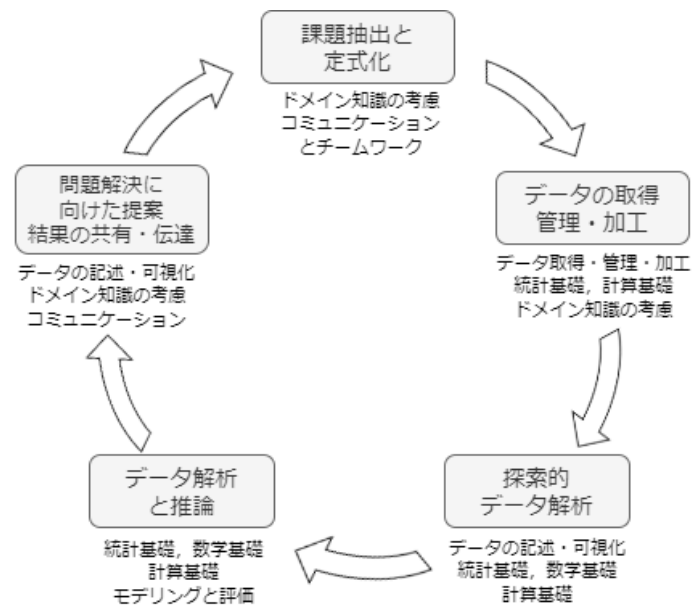 課題抽出と
定式化
ドメイン知識の考慮
コミュニケーション
とチームワーク
データの取得
管理・加工
データ取得・管理・加工
統計基礎，計算基礎
ドメイン知識の考慮
探索的
データ解析
データの記述・可視化
統計基礎，数学基礎
計算基礎
データ解析
と推論
統計基礎，数学基礎
計算基礎
モデリングと評価
問題解決に
向けた提案
結果の共有・伝達
データの記述・可視化
ドメイン知識の考慮
コミュニケーション